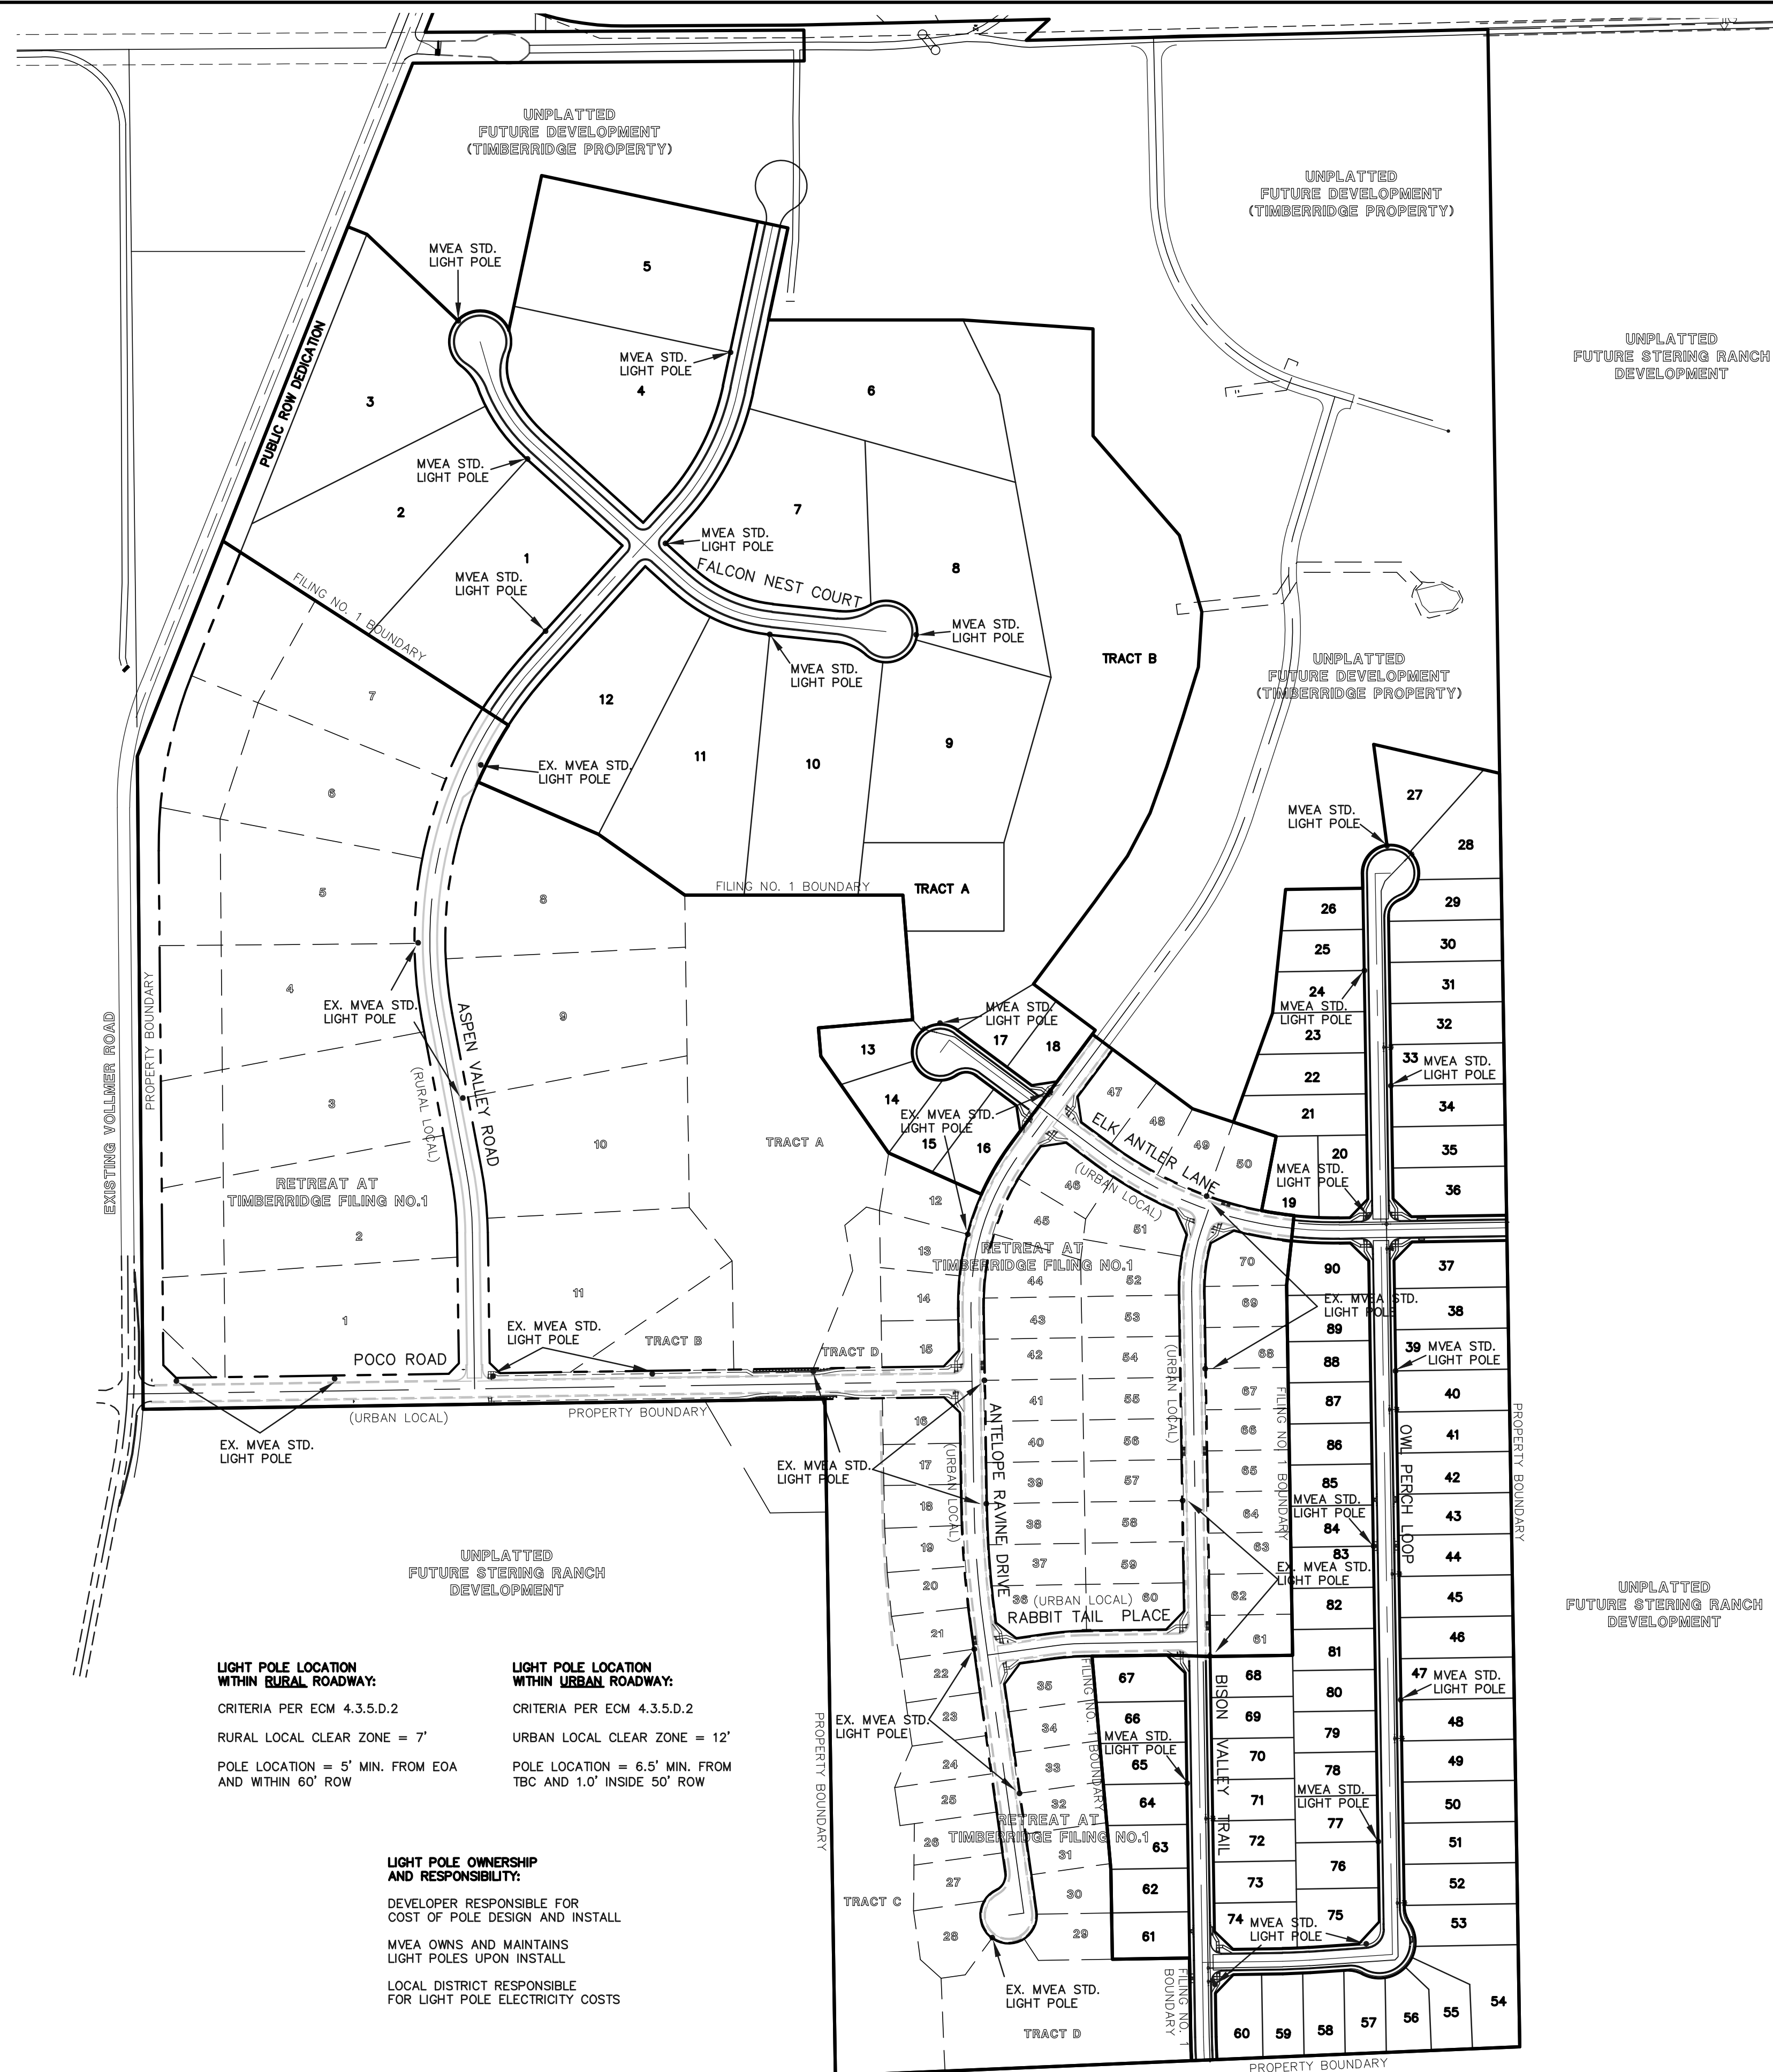 UNPLATTED
FUTURE DEVELOPMENT
(TIMBERRIDGE PROPERTY)
UNPLATTED
FUTURE DEVELOPMENT
(TIMBERRIDGE PROPERTY)
MVEA STD.
LIGHT POLE
5
PUBLIC ROW DEDICATION
MVEA STD.
LIGHT POLE
UNPLATTED
FUTURE STERING RANCH
DEVELOPMENT
3
4
6
MVEA STD.
LIGHT POLE
2
7
1
MVEA STD.
LIGHT POLE
FALCON NEST COURT
8
MVEA STD.
LIGHT POLE
FILING NO. 1 BOUNDARY
MVEA STD.
LIGHT POLE
MVEA STD.
LIGHT POLE
TRACT B
UNPLATTED
FUTURE DEVELOPMENT
(TIMBERRIDGE PROPERTY)
7
12
11
10
9
EX. MVEA STD.
LIGHT POLE
6
27
MVEA STD.
LIGHT POLE
28
FILING NO. 1 BOUNDARY
TRACT A
5
8
26
29
25
30
4
24
31
EX. MVEA STD.
LIGHT POLE
9
MVEA STD.
LIGHT POLE
MVEA STD.
LIGHT POLE
32
23
PROPERTY BOUNDARY
EXISTING VOLLMER ROAD
ASPEN VALLEY ROAD
(RURAL LOCAL)
13
17
18
33
MVEA STD.
LIGHT POLE
22
3
14
47
34
EX. MVEA STD.
LIGHT POLE
21
48
ELK ANTLER LANE
10
TRACT A
15
16
49
20
35
50
MVEA STD.
LIGHT POLE
RETREAT AT
TIMBERRIDGE FILING NO.1
12
46
(URBAN LOCAL)
19
36
45
51
2
13
RETREAT AT
TIMBERRIDGE FILING NO.1
70
90
37
44
52
11
14
69
EX. MVEA STD.
LIGHT POLE
38
1
43
53
89
EX. MVEA STD.
LIGHT POLE
TRACT B
TRACT D
15
42
54
68
88
39
MVEA STD.
LIGHT POLE
POCO ROAD
(URBAN LOCAL)
67
87
40
(URBAN LOCAL)
PROPERTY BOUNDARY
41
55
16
66
86
41
PROPERTY BOUNDARY
EX. MVEA STD.
LIGHT POLE
40
56
17
65
85
42
EX. MVEA STD.
LIGHT POLE
(URBAN LOCAL)
ANTELOPE RAVINE DRIVE
39
57
FILING NO. 1 BOUNDARY
MVEA STD.
LIGHT POLE
OWL PERCH LOOP
18
64
84
43
38
58
19
63
83
44
UNPLATTED
FUTURE STERING RANCH
DEVELOPMENT
37
59
EX. MVEA STD.
LIGHT POLE
20
36
(URBAN LOCAL)
60
62
82
45
UNPLATTED
FUTURE STERING RANCH
DEVELOPMENT
RABBIT TAIL PLACE
21
61
81
46
LIGHT POLE LOCATION
WITHIN RURAL ROADWAY:
CRITERIA PER ECM 4.3.5.D.2
RURAL LOCAL CLEAR ZONE = 7'
POLE LOCATION = 5' MIN. FROM EOA
AND WITHIN 60' ROW
LIGHT POLE LOCATION
WITHIN URBAN ROADWAY:
CRITERIA PER ECM 4.3.5.D.2
URBAN LOCAL CLEAR ZONE = 12'
POLE LOCATION = 6.5' MIN. FROM
TBC AND 1.0' INSIDE 50' ROW
22
35
67
68
80
47
MVEA STD.
LIGHT POLE
PROPERTY BOUNDARY
FILING NO. 1 BOUNDARY
BISON VALLEY TRAIL
23
34
66
69
79
48
EX. MVEA STD.
LIGHT POLE
MVEA STD.
LIGHT POLE
24
33
65
70
78
49
25
32
64
71
MVEA STD.
LIGHT POLE
50
RETREAT AT
TIMBERRIDGE FILING NO.1
26
31
63
72
77
51
LIGHT POLE OWNERSHIP
AND RESPONSIBILITY:
DEVELOPER RESPONSIBLE FOR
COST OF POLE DESIGN AND INSTALL
MVEA OWNS AND MAINTAINS
LIGHT POLES UPON INSTALL
LOCAL DISTRICT RESPONSIBLE
FOR LIGHT POLE ELECTRICITY COSTS
27
30
62
73
76
52
TRACT C
28
29
61
74
MVEA STD.
LIGHT POLE
75
53
EX. MVEA STD.
LIGHT POLE
FILING NO. 1
BOUNDARY
TRACT D
60
59
58
57
56
55
54
PROPERTY BOUNDARY